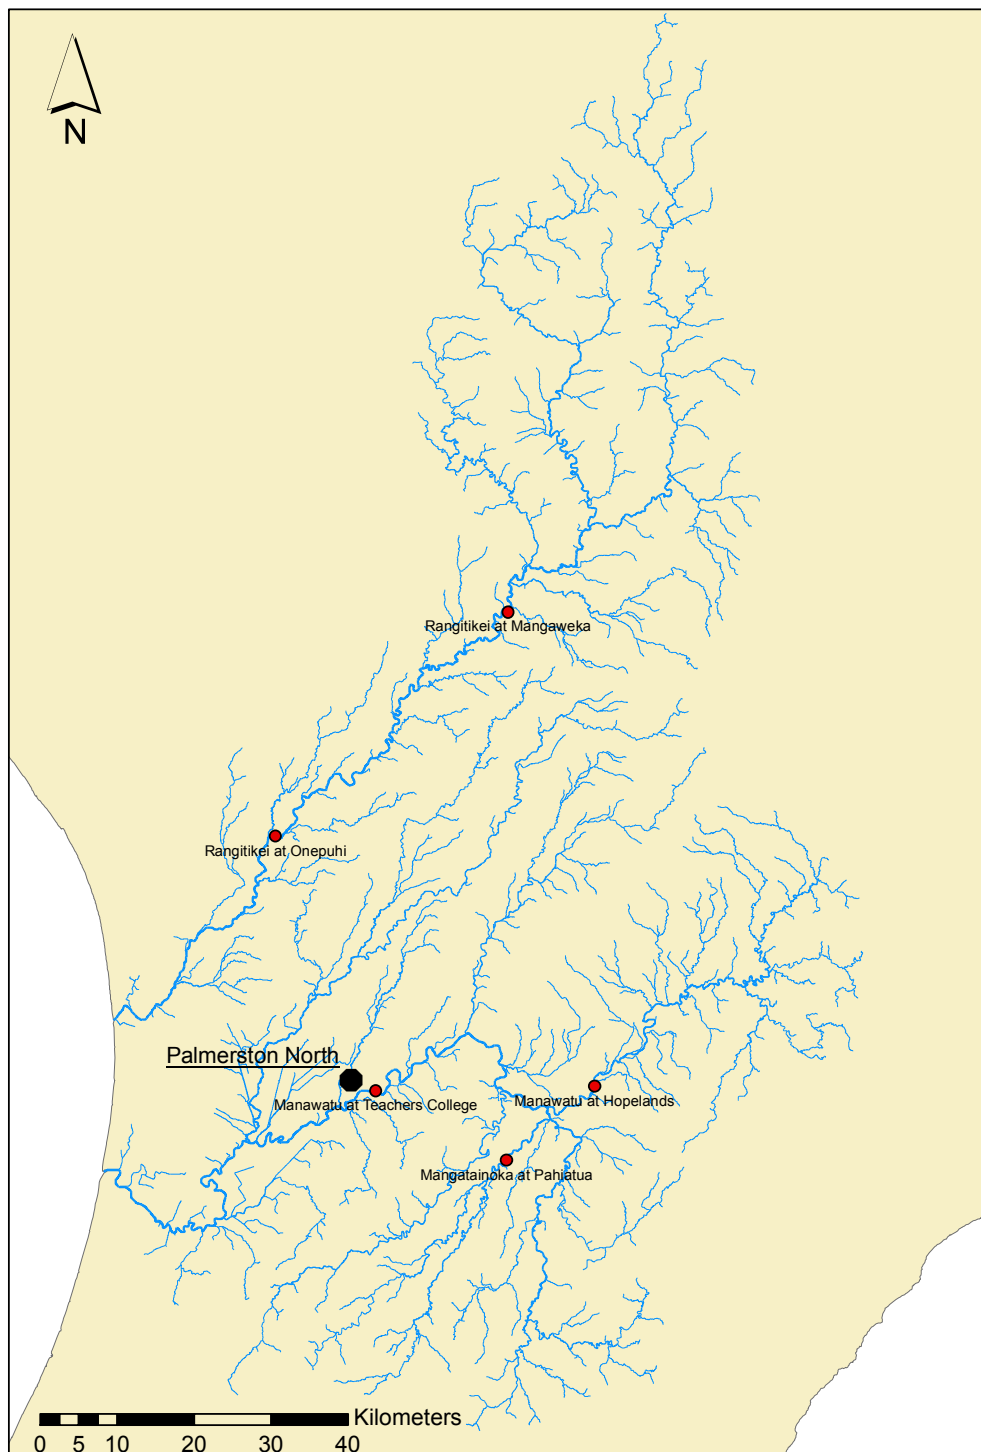 N
Rangitikei at Mangaweka
Rangitikei at Onepuhi
Palmerston North
Manawatu at Teachers College
Manawatu at Hopelands
Mangatainoka at Pahiatua
Kilometers
0 5 10 20 30 40